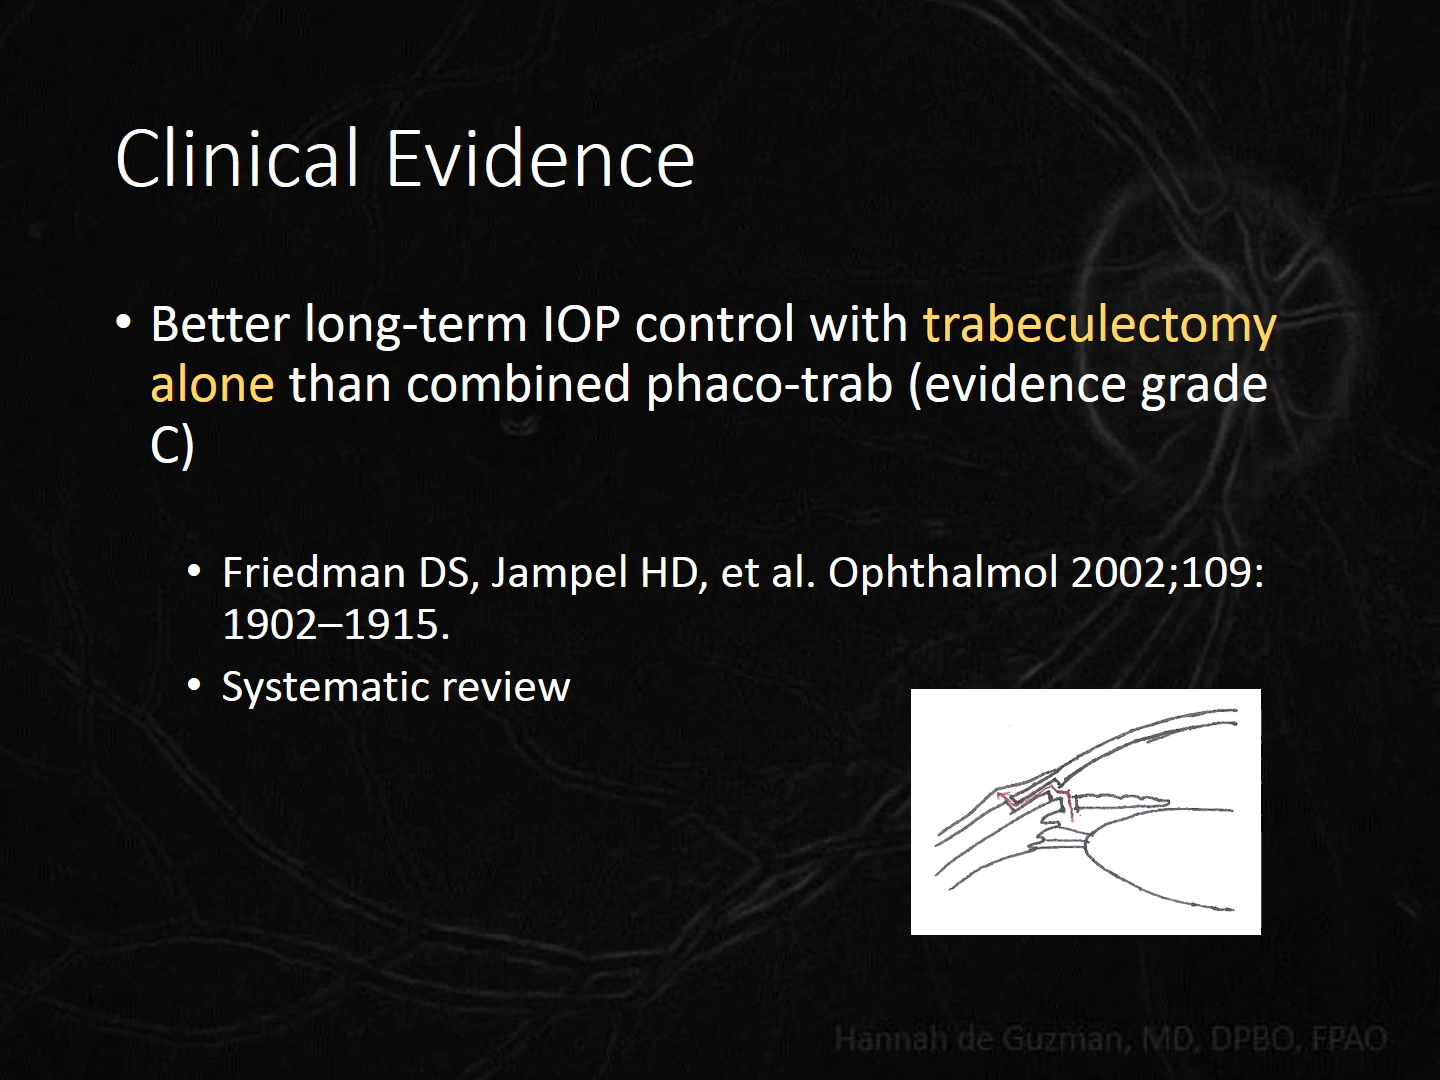 Clinical Evidence
• Better long-term IOP control with trabeculectomy
alone than combined phaco-trab (evidence grade
C)
• Friedman DS, Jampel HD, et al. Ophthalmol 2002;109:
1902–1915.
• Systematic review
Hannah de Guzman, MD, DPBO, FPAO